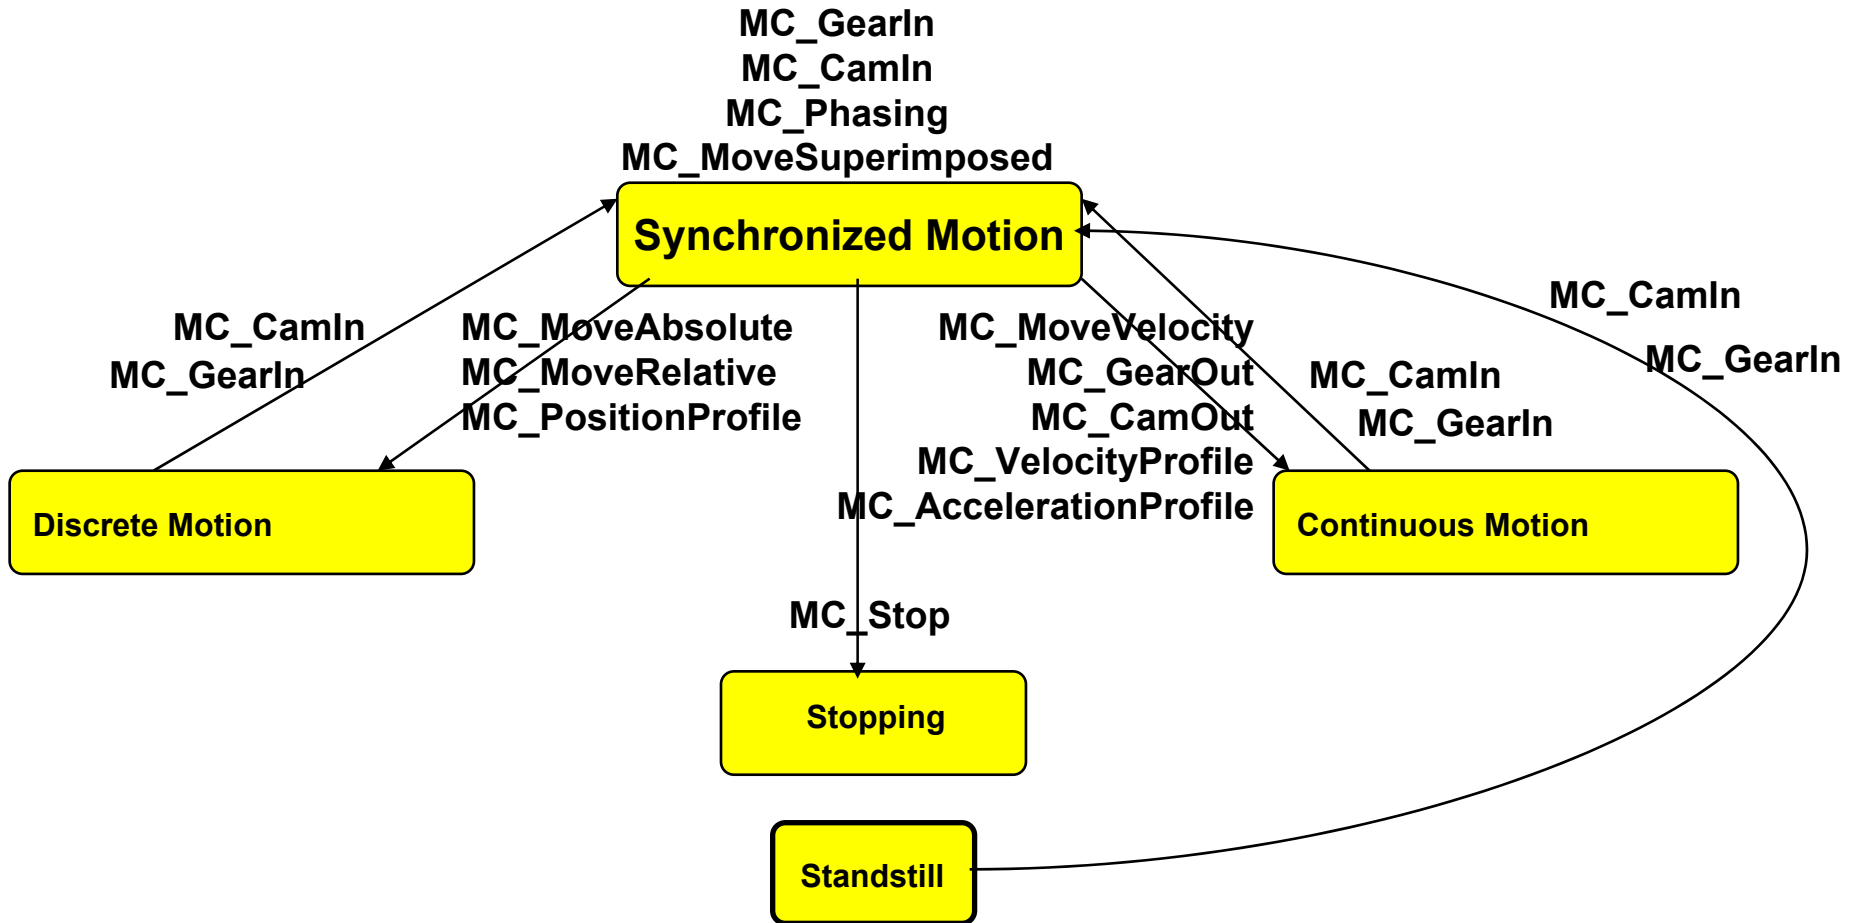 MC_GearIn
MC_CamIn
MC_Phasing
MC_MoveSuperimposed
Synchronized Motion
MC_CamIn
MC_GearIn
MC_MoveAbsolute
MC_MoveRelative
MC_PositionProfile
MC_MoveVelocity
MC_GearOut
MC_CamOut
MC_VelocityProfile
MC_AccelerationProfile
MC_CamIn
MC_GearIn
MC_CamIn
MC_GearIn
Discrete Motion
Continuous Motion
MC_Stop
Stopping
Standstill